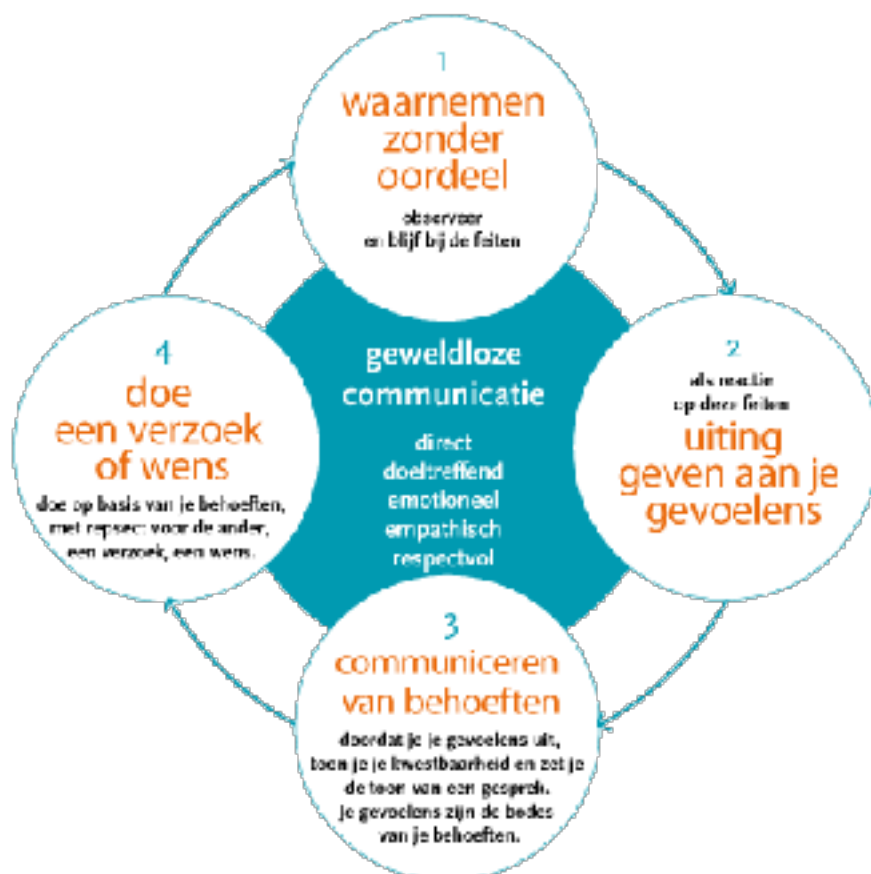 1
waarnemen
zonder
oordeel
observeer
en blijf bij de feiten
2
als reactie
op deze feiten
uiting
geven aan je
gevoelens
3
communiceren
van behoeften
doordat je je gevoelens uit,
toon je je kwetsbaarheid en zet je
de toon van een gesprek.
Je gevoelens zijn de bodes
van je behoeften.
4
doe
een verzoek
of wens
doe op basis van je behoeften,
met repsect voor de ander,
een verzoek, een wens.
geweldloze
communicatie
direct
doeltreffend
emotioneel
empathisch
respectvol